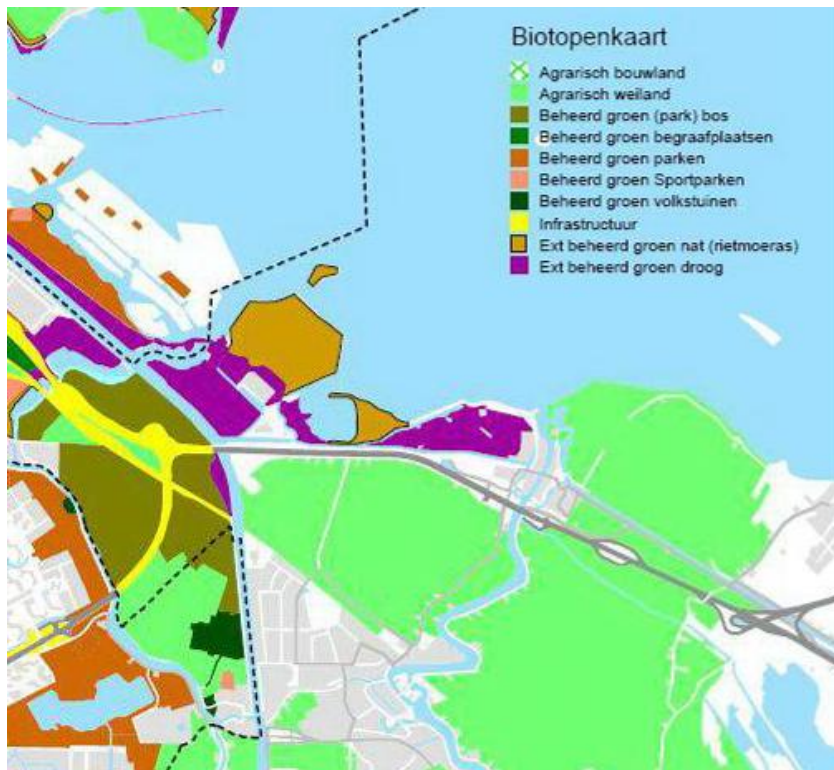 Biotopenkaart
Agrarisch bouwland
Agrarisch weiland
Beheerd groen (park) bos
Beheerd groen begraafplaatsen
Beheerd groen parken
Beheerd groen Sportparken
Beheerd groen volkstuinen
Infrastructuur
Ext beheerd groen nat (rietmoeras)
Ext beheerd groen droog